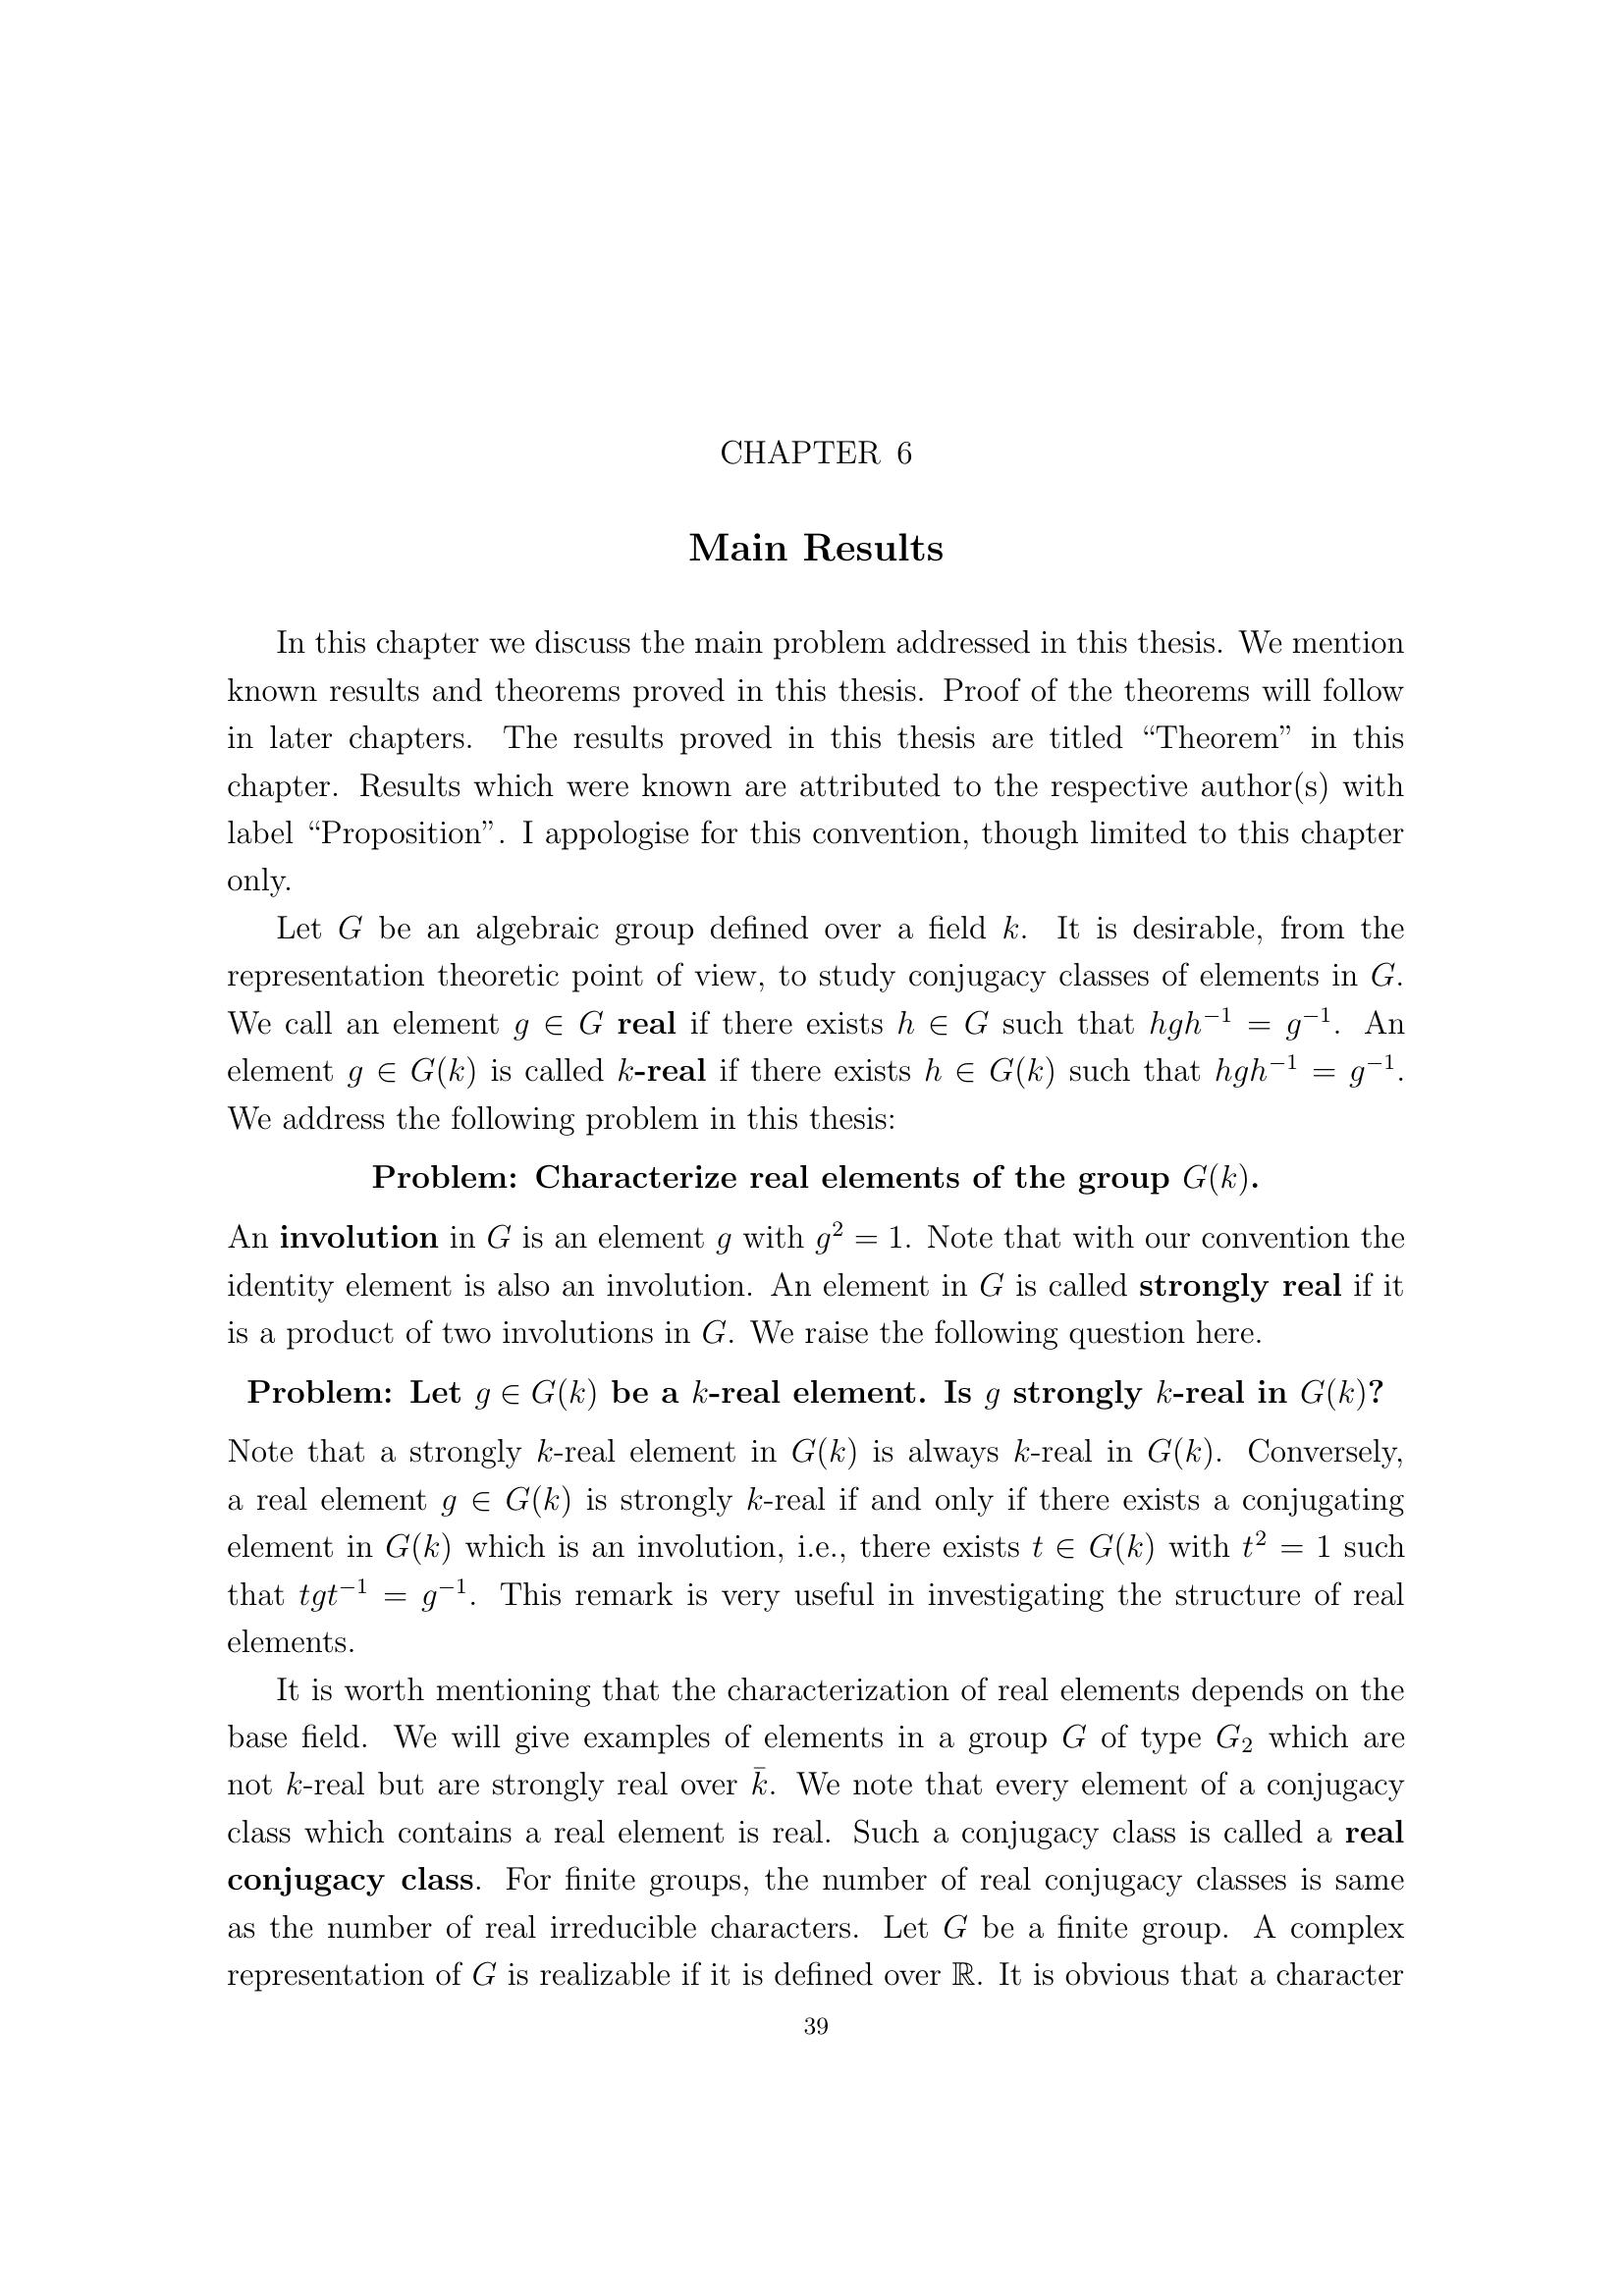 CHAPTER 6
Main Results
In this chapter we discuss the main problem addressed in this thesis. We mention
known results and theorems proved in this thesis. Proof of the theorems will follow
in later chapters. The results proved in this thesis are titled “Theorem” in this
chapter. Results which were known are attributed to the respective author(s) with
label “Proposition”. I appologise for this convention, though limited to this chapter
only.
Let G be an algebraic group defined over a field k. It is desirable, from the
representation theoretic point of view, to study conjugacy classes of elements in G.
We call an element g ∈ G real if there exists h ∈ G such that hgh⁻¹ = g⁻¹. An
element g ∈ G(k) is called k-real if there exists h ∈ G(k) such that hgh⁻¹ = g⁻¹.
We address the following problem in this thesis:
Problem: Characterize real elements of the group G(k).
An involution in G is an element g with g² = 1. Note that with our convention the
identity element is also an involution. An element in G is called strongly real if it
is a product of two involutions in G. We raise the following question here.
Problem: Let g ∈ G(k) be a k-real element. Is g strongly k-real in G(k)?
Note that a strongly k-real element in G(k) is always k-real in G(k). Conversely,
a real element g ∈ G(k) is strongly k-real if and only if there exists a conjugating
element in G(k) which is an involution, i.e., there exists t ∈ G(k) with t² = 1 such
that tgt⁻¹ = g⁻¹. This remark is very useful in investigating the structure of real
elements.
It is worth mentioning that the characterization of real elements depends on the
base field. We will give examples of elements in a group G of type G₂ which are
not k-real but are strongly real over k̄. We note that every element of a conjugacy
class which contains a real element is real. Such a conjugacy class is called a real
conjugacy class. For finite groups, the number of real conjugacy classes is same
as the number of real irreducible characters. Let G be a finite group. A complex
representation of G is realizable if it is defined over ℝ. It is obvious that a character
39